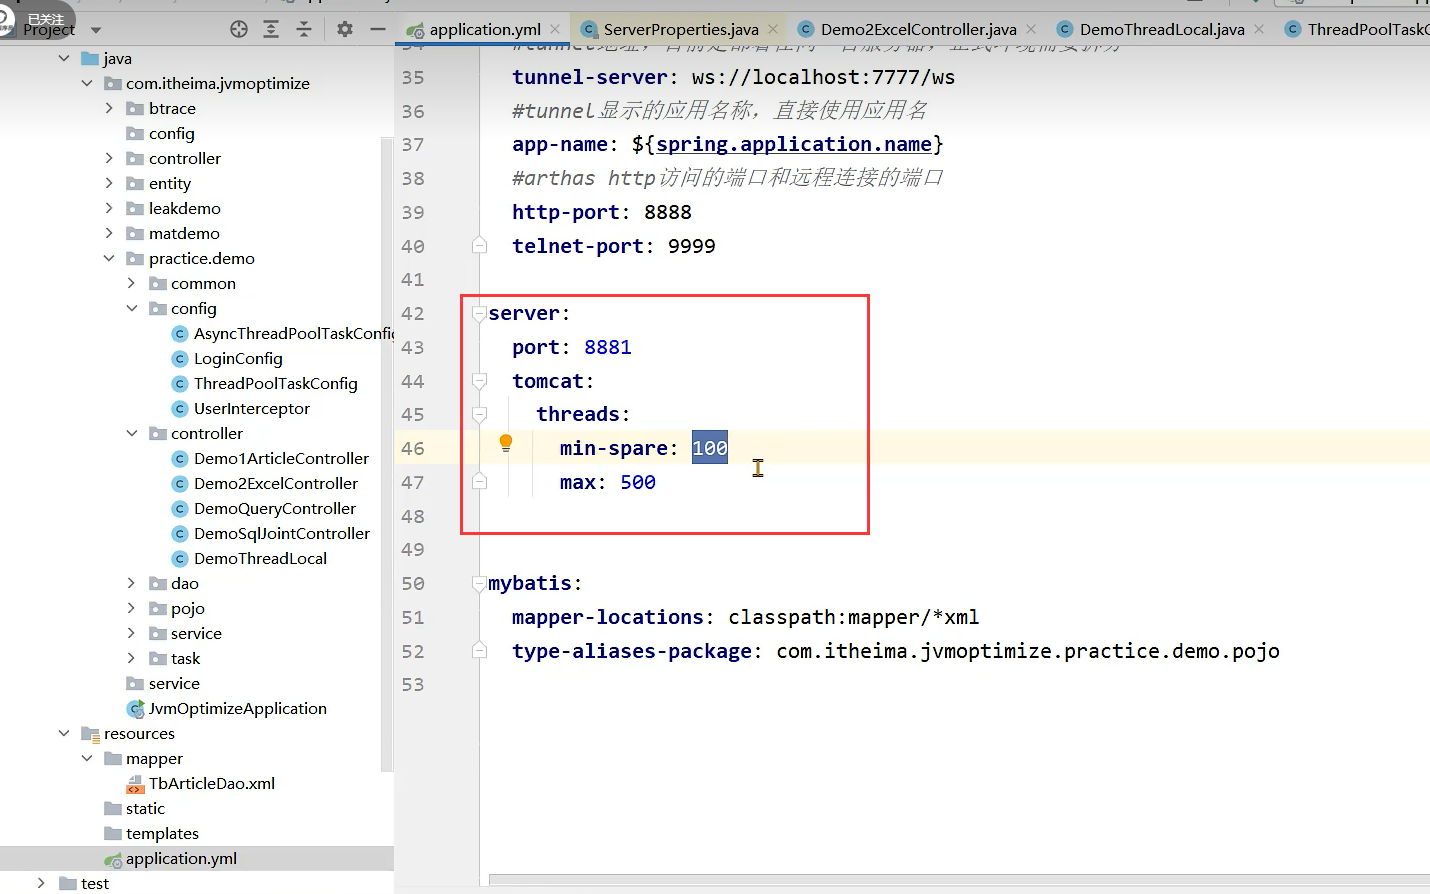 已关注
Project
application.yml
ServerProperties.java
Demo2ExcelController.java
DemoThreadLocal.java
ThreadPoolTaskC
java
com.itheima.jvmoptimize
btrace
config
controller
entity
leakdemo
matdemo
practice.demo
common
config
AsyncThreadPoolTaskConfig
LoginConfig
ThreadPoolTaskConfig
UserInterceptor
controller
Demo1ArticleController
Demo2ExcelController
DemoQueryController
DemoSqlJointController
DemoThreadLocal
dao
pojo
service
task
service
JvmOptimizeApplication
resources
mapper
TbArticleDao.xml
static
templates
application.yml
test
35 tunnel-server: ws://localhost:7777/ws
36 #tunnel显示的应用名称，直接使用应用名
37 app-name: ${spring.application.name}
38 #arthas http访问的端口和远程连接的端口
39 http-port: 8888
40 telnet-port: 9999
41
42 server:
43 port: 8881
44 tomcat:
45 threads:
46 min-spare: 100
47 max: 500
48
49
50 mybatis:
51 mapper-locations: classpath:mapper/*xml
52 type-aliases-package: com.itheima.jvmoptimize.practice.demo.pojo
53